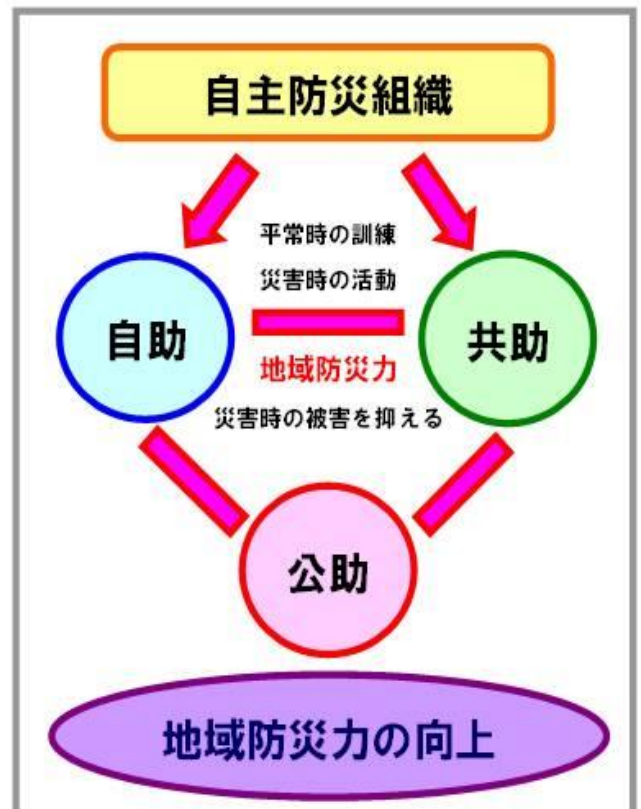 自主防災組織
平常時の訓練
災害時の活動
自助
共助
地域防災力
災害時の被害を抑える
公助
地域防災力の向上